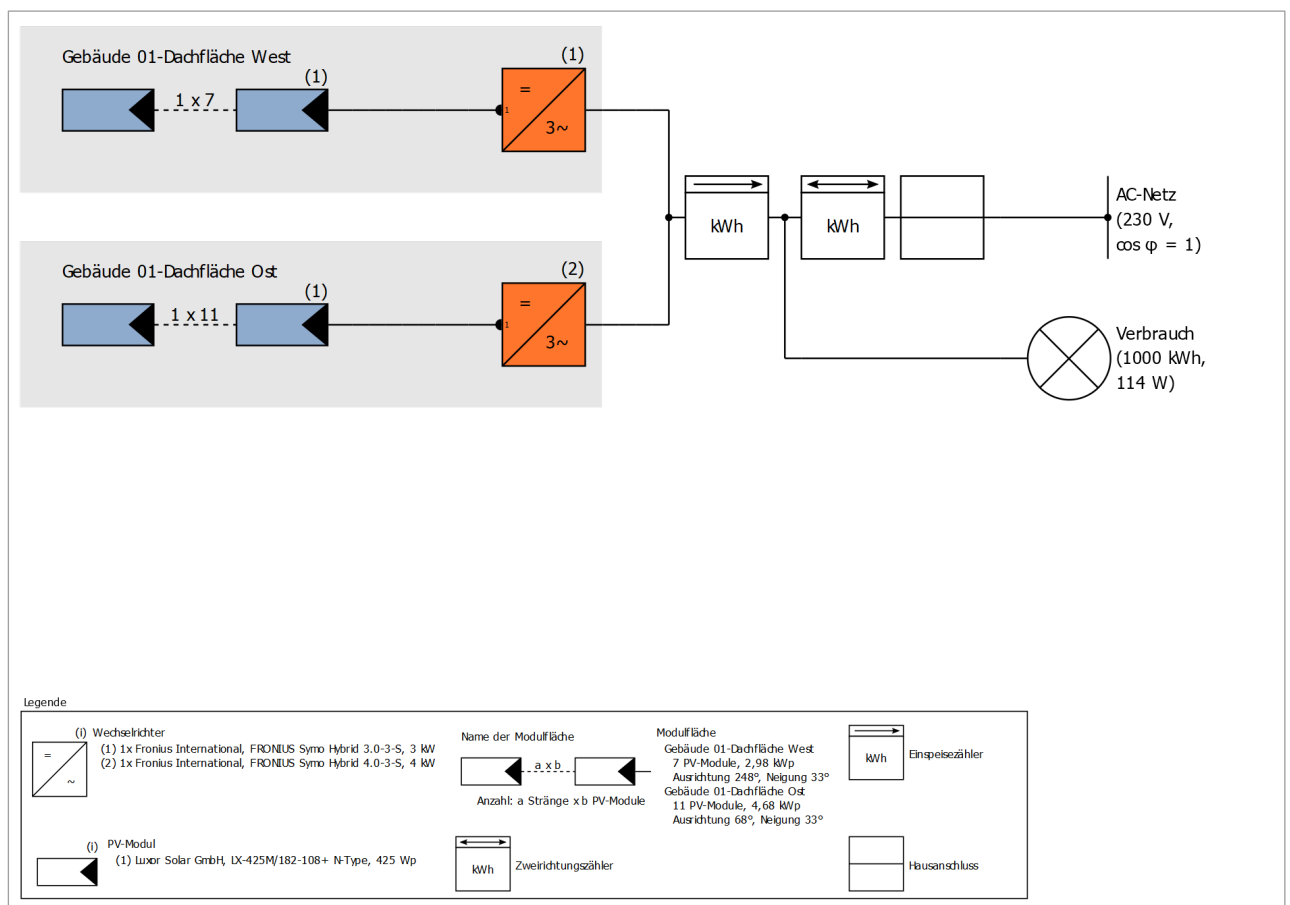 Gebäude 01-Dachfläche West
(1)
(1)
1 x 7
=
1
3~
kWh
kWh
AC-Netz
(230 V,
cos φ = 1)
Gebäude 01-Dachfläche Ost
(2)
(1)
1 x 11
=
1
3~
Verbrauch
(1000 kWh,
114 W)
Legende
(i) Wechselrichter
(1) 1x Fronius International, FRONIUS Symo Hybrid 3.0-3-S, 3 kW
(2) 1x Fronius International, FRONIUS Symo Hybrid 4.0-3-S, 4 kW
=
~
Name der Modulfläche
a x b
Anzahl: a Stränge x b PV-Module
Modulfläche
Gebäude 01-Dachfläche West
7 PV-Module, 2,98 kWp
Ausrichtung 248°, Neigung 33°
Gebäude 01-Dachfläche Ost
11 PV-Module, 4,68 kWp
Ausrichtung 68°, Neigung 33°
kWh
Einspeisezähler
(i) PV-Modul
(1) Luxor Solar GmbH, LX-425M/182-108+ N-Type, 425 Wp
kWh
Zweirichtungszähler
Hausanschluss